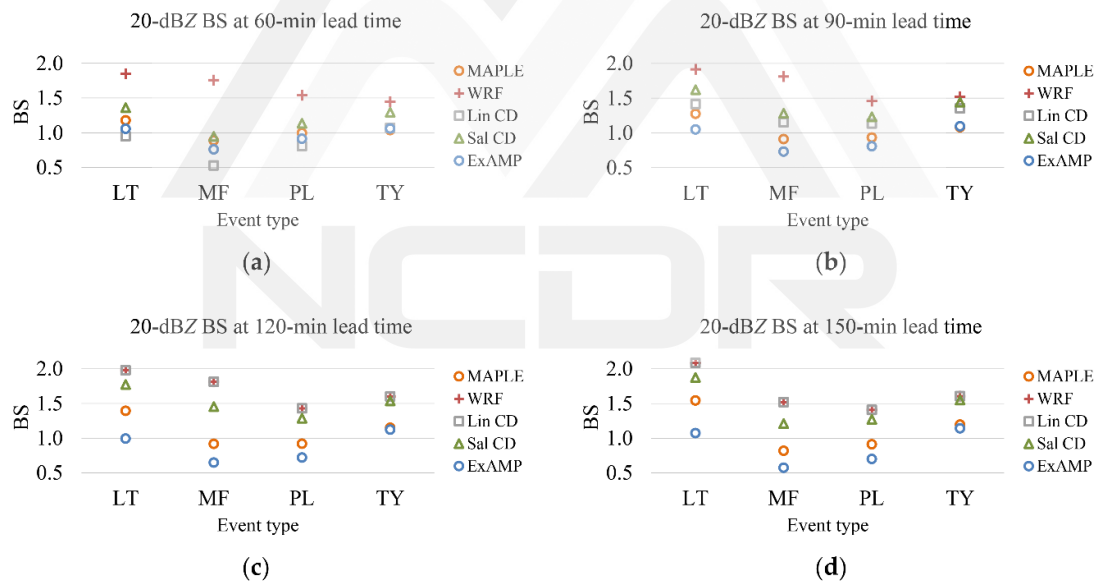 20-dBZ BS at 60-min lead time
BS
2.0
1.5
1.0
0.5
LT MF PL TY
Event type
MAPLE
WRF
Lin CD
Sal CD
ExAMP
(a)
20-dBZ BS at 90-min lead time
BS
2.0
1.5
1.0
0.5
LT MF PL TY
Event type
MAPLE
WRF
Lin CD
Sal CD
ExAMP
(b)
NCDR
20-dBZ BS at 120-min lead time
BS
2.0
1.5
1.0
0.5
LT MF PL TY
Event type
MAPLE
WRF
Lin CD
Sal CD
ExAMP
(c)
20-dBZ BS at 150-min lead time
BS
2.0
1.5
1.0
0.5
LT MF PL TY
Event type
MAPLE
WRF
Lin CD
Sal CD
ExAMP
(d)